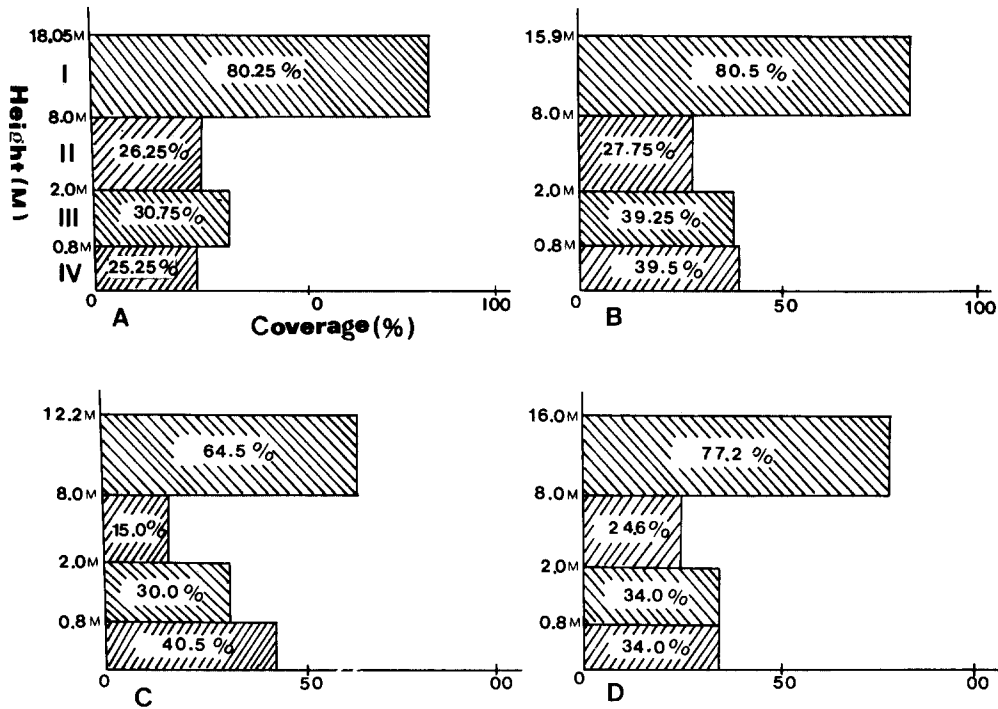 18.05M
I
80.25 %
8.0M
II
26.25%
2.0M
III
30.75%
0.8M
IV
25.25%
0 0 100
A
Height (M)
Coverage (%)
15.9M
80.5 %
8.0M
27.75 %
2.0M
39.25%
0.8M
39.5 %
0 50 100
B
12.2M
64.5 %
8.0M
15.0%
2.0M
30.0 %
0.8M
40.5 %
0 50 00
C
16.0M
77.2 %
8.0M
24.6%
2.0M
34.0 %
0.8M
34.0 %
0 50 00
D